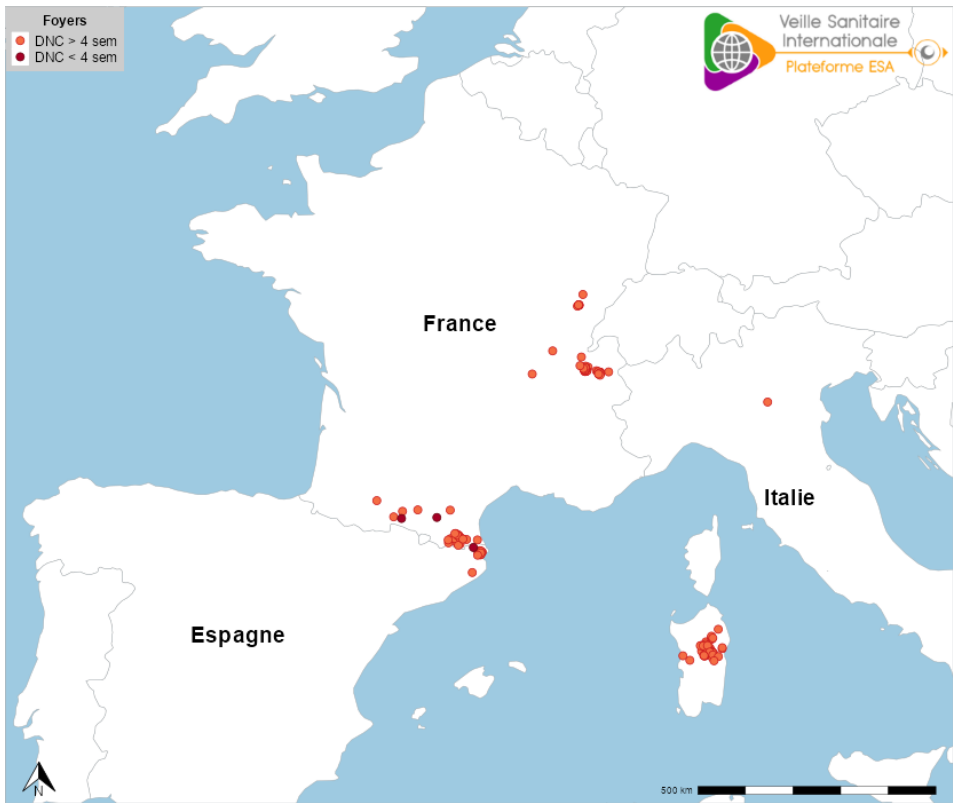 Foyers
DNC > 4 sem
DNC < 4 sem
Veille Sanitaire
Internationale
Plateforme ESA
France
Italie
Espagne
N
500 km